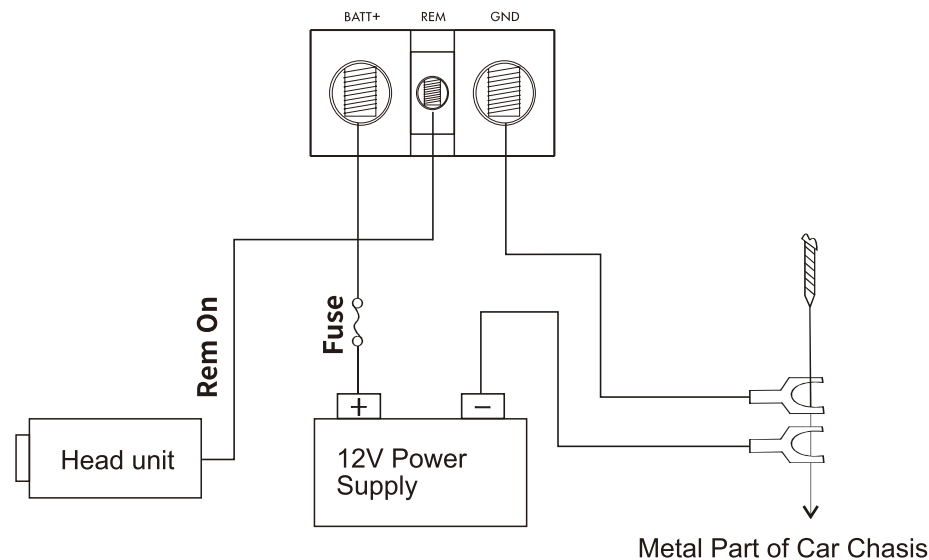 BATT+ REM GND
Rem On
Fuse
+ −
Head unit
12V Power
Supply
Metal Part of Car Chasis